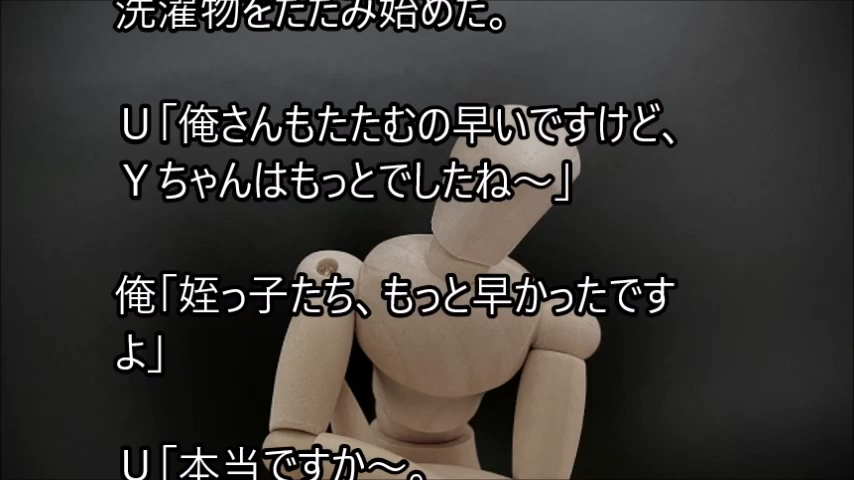 洗濯物をたたみ始めた。
U「俺さんもたたむの早いですけど、
Yちゃんはもっとでしたね～」
俺「姪っ子たち、もっと早かったです
よ」
U「本当ですか～。